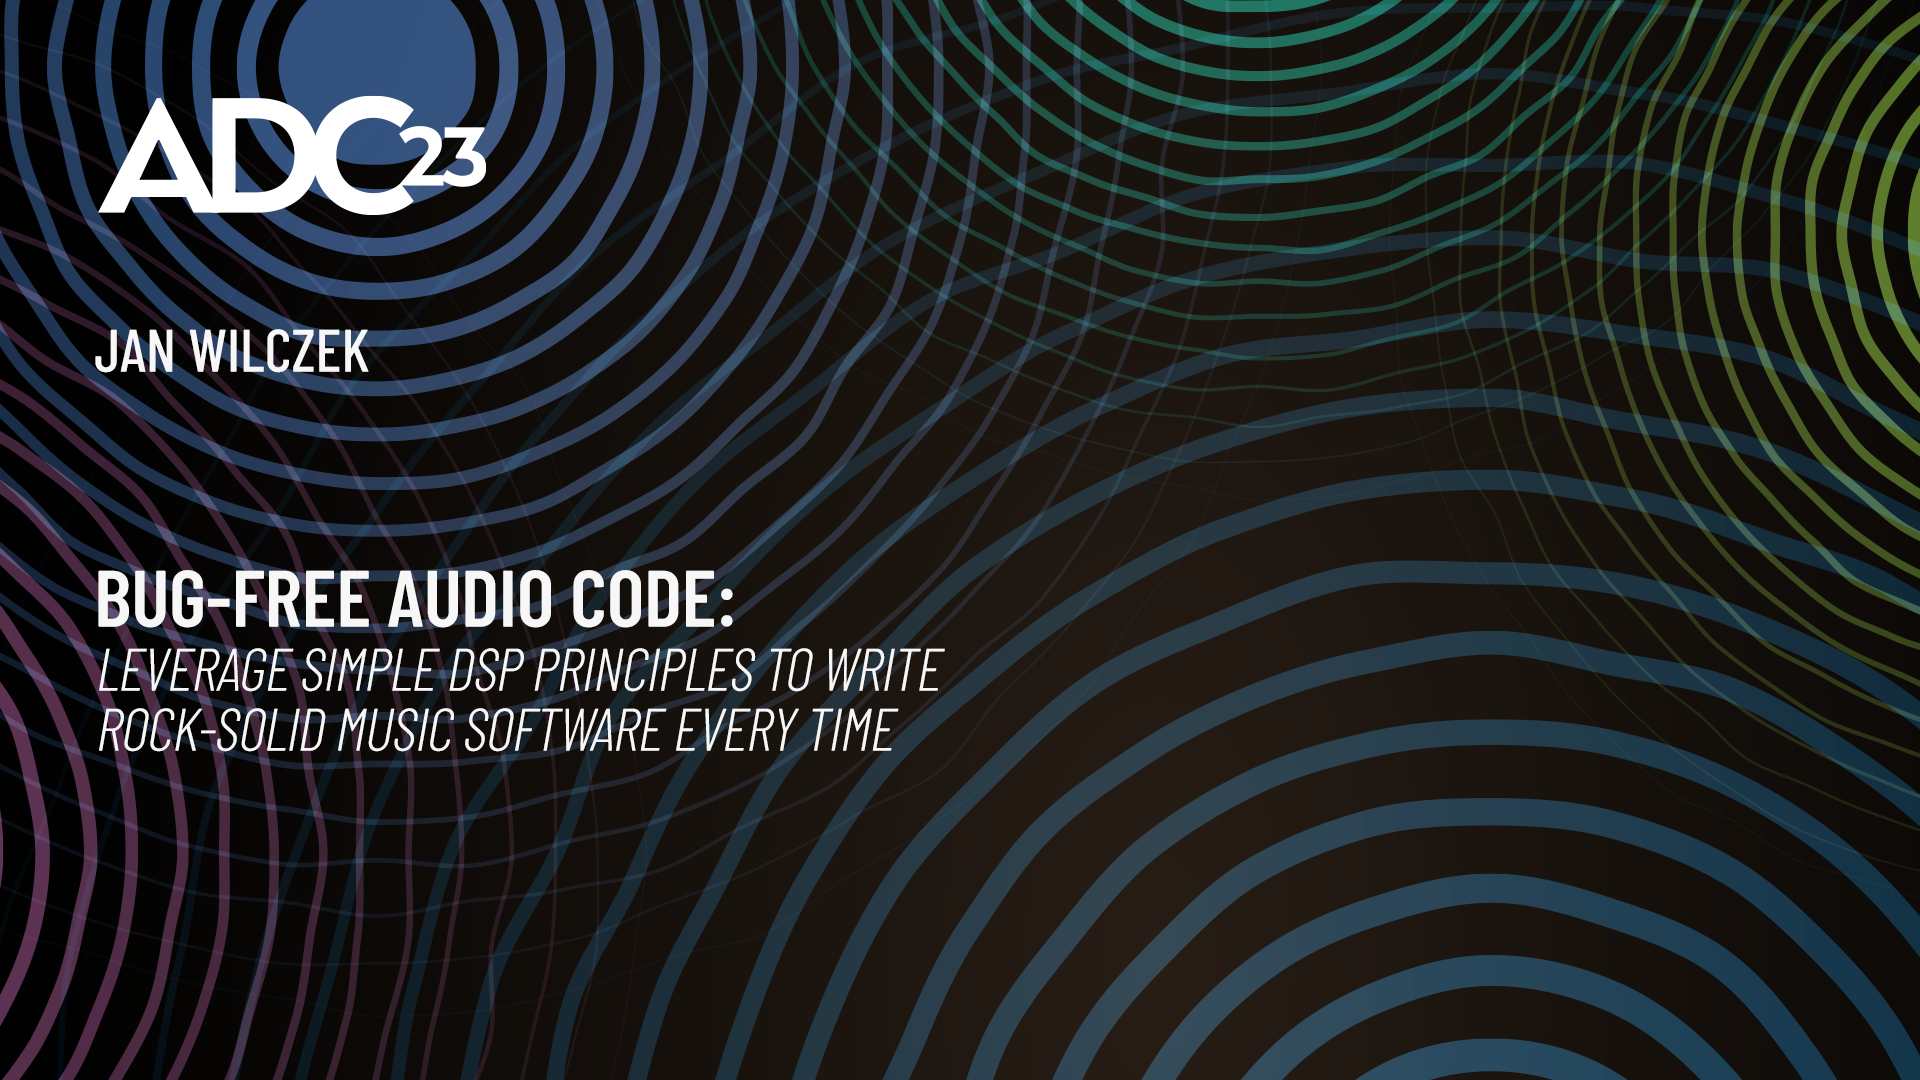 ADC23
JAN WILCZEK
BUG-FREE AUDIO CODE:
LEVERAGE SIMPLE DSP PRINCIPLES TO WRITE
ROCK-SOLID MUSIC SOFTWARE EVERY TIME